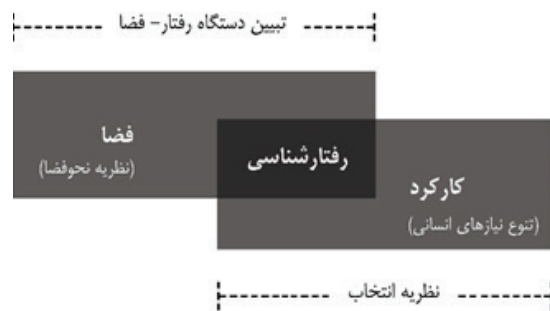 تبیین دستگاه رفتار- فضا
فضا
(نظریه نحوفضا)
رفتارشناسی
کارکرد
(تنوع نیازهای انسانی)
نظریه انتخاب